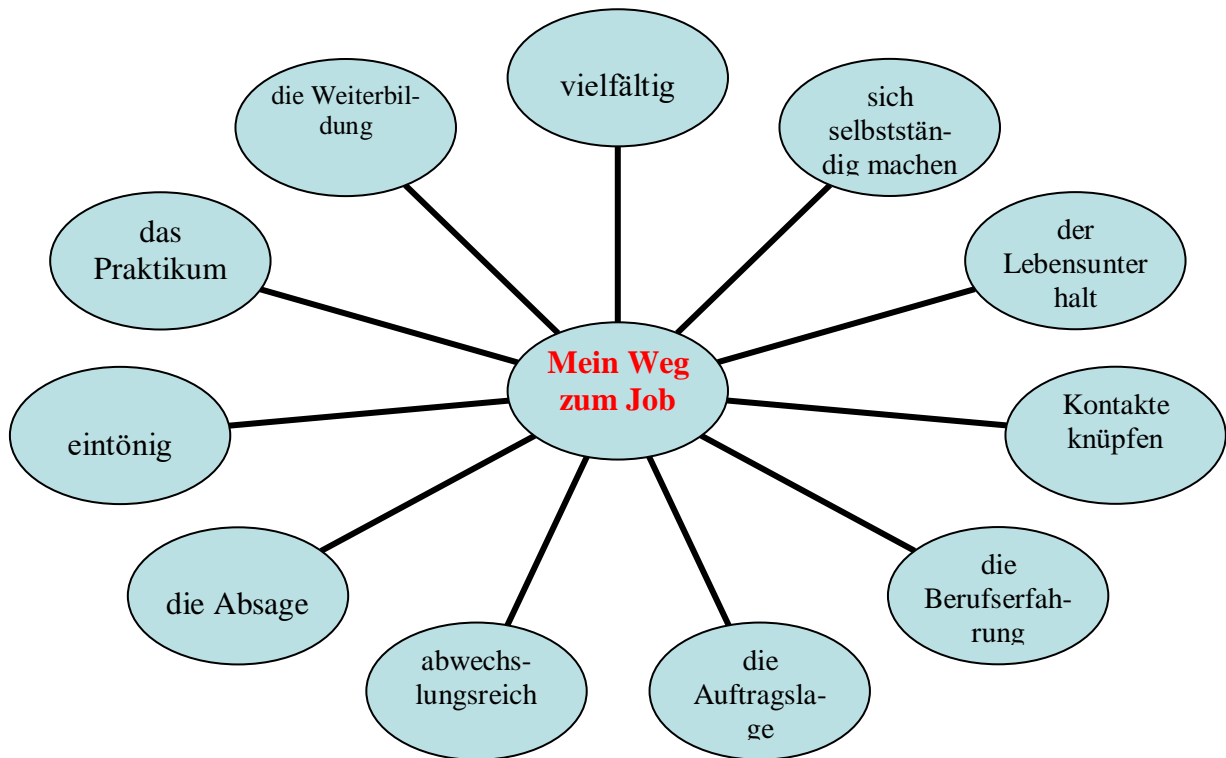 vielfältig
sich
selbststän-
dig machen
der
Lebensunter
halt
Kontakte
knüpfen
die
Berufserfah-
rung
die
Auftragsla-
ge
abwechs-
lungsreich
die Absage
eintönig
das
Praktikum
die Weiterbil-
dung
Mein Weg
zum Job